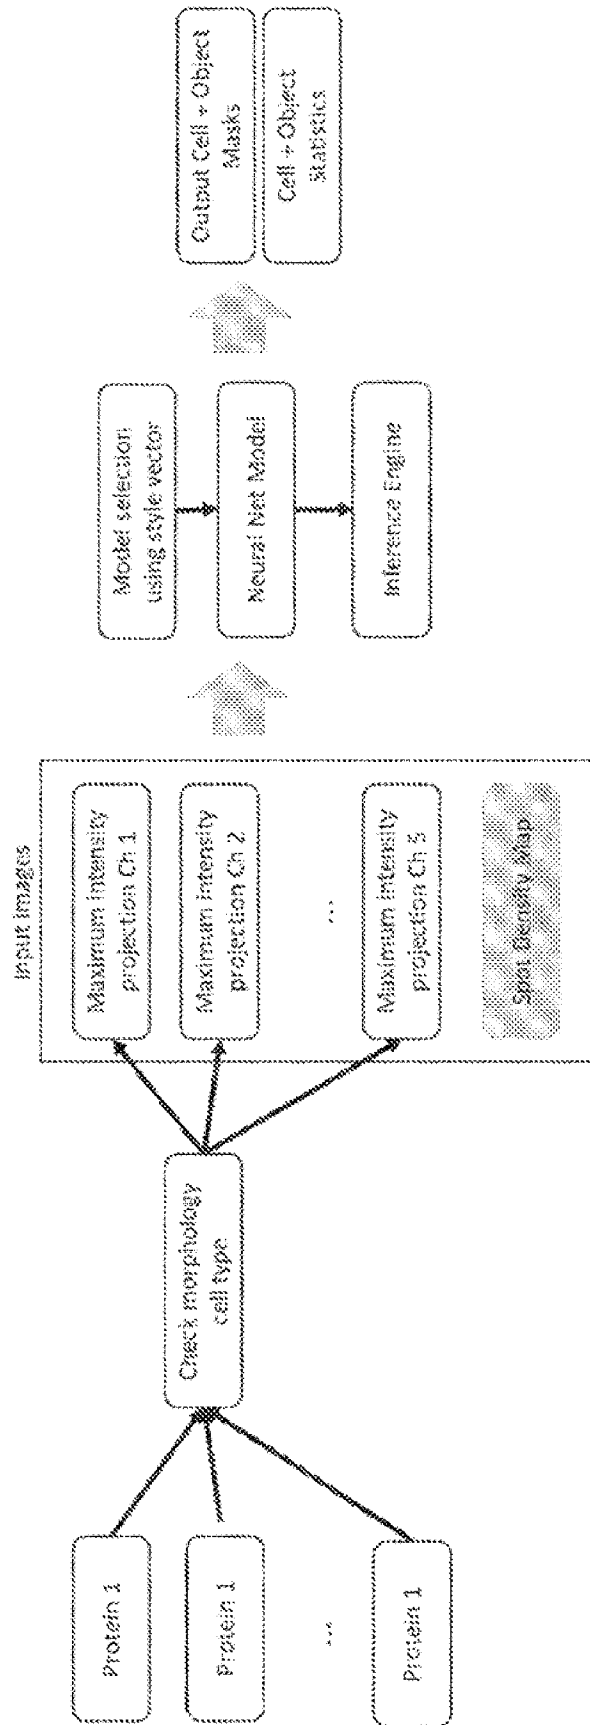 Protein 1
Protein 1
...
Protein 1
Check morphology
cell type
Input images
Maximum intensity
projection Ch 1
Maximum intensity
projection Ch 2
...
Maximum intensity
projection Ch 5
Spot Density Map
Model selection
using style vector
Neural Net Model
Inference Engine
Output Cell + Object
Masks
Cell + Object
Statistics